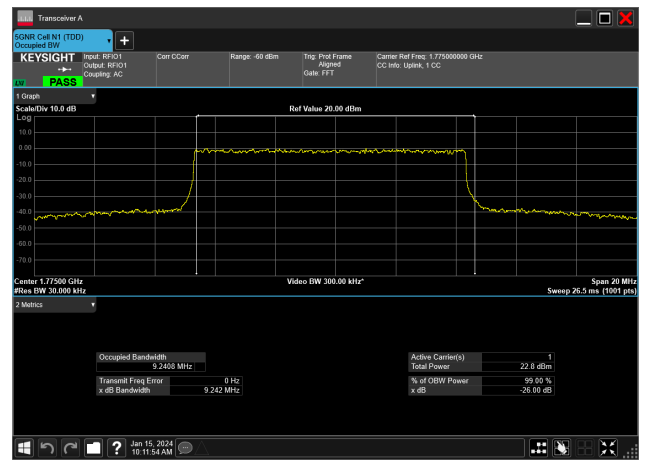 Transceiver A
5GNR Cell N1 (TDD)
Occupied BW
KEYSIGHT
Input: RFIO1
Output: RFIO1
Coupling: AC
Corr CCorr
Range: -60 dBm
Trig: Prot Frame
Aligned
Gate: FFT
Carrier Ref Freq: 1.775000000 GHz
CC Info: Uplink, 1 CC
PASS
1 Graph
Scale/Div 10.0 dB
Ref Value 20.00 dBm
Log
10.0
0.00
-10.0
-20.0
-30.0
-40.0
-50.0
-60.0
-70.0
Center 1.77500 GHz
Video BW 300.00 kHz*
Span 20 MHz
#Res BW 30.000 kHz
Sweep 26.5 ms (1001 pts)
2 Metrics
Occupied Bandwidth
9.2408 MHz
Active Carrier(s) 1
Total Power 22.8 dBm
Transmit Freq Error 0 Hz
x dB Bandwidth 9.242 MHz
% of OBW Power 99.00 %
x dB -26.00 dB
Jan 15, 2024
10:11:54 AM